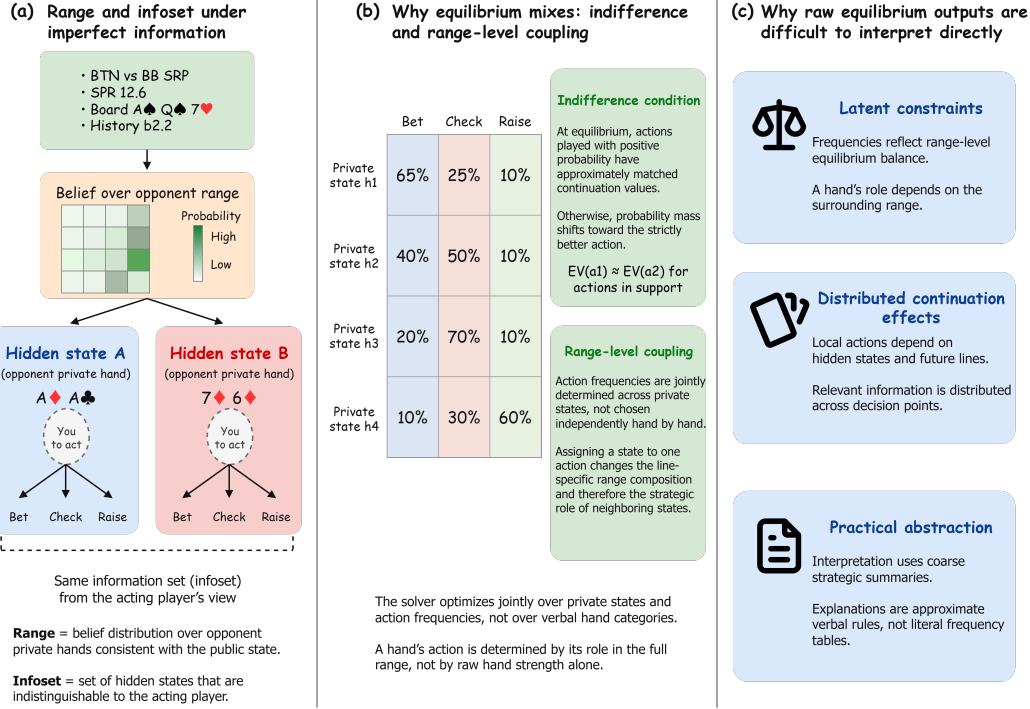 (a) Range and infoset under
imperfect information
• BTN vs BB SRP
• SPR 12.6
• Board A♠ Q♠ 7♥
• History b2.2
Belief over opponent range
Probability
High
Low
Hidden state A
(opponent private hand)
A♦ A♣
You
to act
Bet Check Raise
Hidden state B
(opponent private hand)
7♦ 6♦
You
to act
Bet Check Raise
Same information set (infoset)
from the acting player's view
Range = belief distribution over opponent
private hands consistent with the public state.
Infoset = set of hidden states that are
indistinguishable to the acting player.
(b) Why equilibrium mixes: indifference
and range-level coupling
Bet Check Raise
Private
state h1
65% 25% 10%
Private
state h2
40% 50% 10%
Private
state h3
20% 70% 10%
Private
state h4
10% 30% 60%
Indifference condition
At equilibrium, actions
played with positive
probability have
approximately matched
continuation values.
Otherwise, probability mass
shifts toward the strictly
better action.
EV(a1) ≈ EV(a2) for
actions in support
Range-level coupling
Action frequencies are jointly
determined across private
states, not chosen
independently hand by hand.
Assigning a state to one
action changes the line-
specific range composition
and therefore the strategic
role of neighboring states.
The solver optimizes jointly over private states and
action frequencies, not over verbal hand categories.
A hand's action is determined by its role in the full
range, not by raw hand strength alone.
(c) Why raw equilibrium outputs are
difficult to interpret directly
Latent constraints
Frequencies reflect range-level
equilibrium balance.
A hand's role depends on the
surrounding range.
Distributed continuation
effects
Local actions depend on
hidden states and future lines.
Relevant information is distributed
across decision points.
Practical abstraction
Interpretation uses coarse
strategic summaries.
Explanations are approximate
verbal rules, not literal frequency
tables.